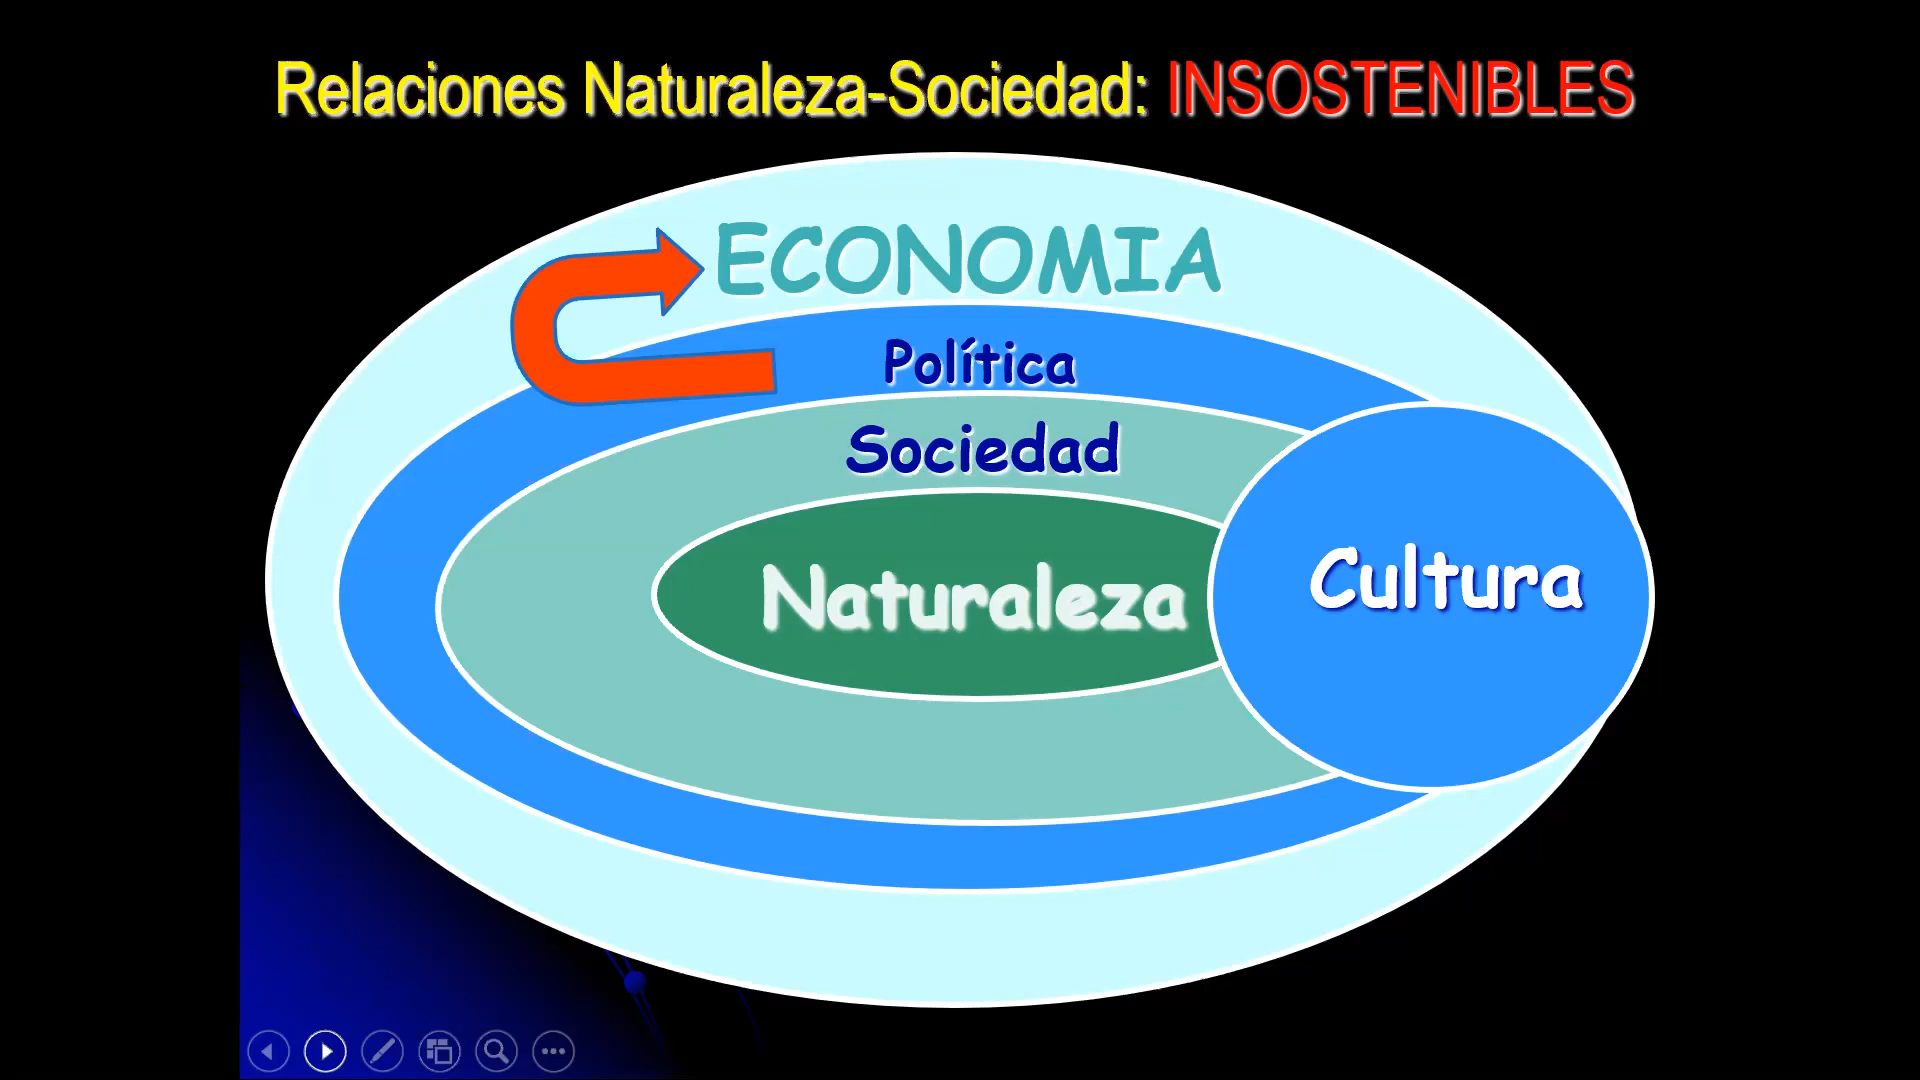 Relaciones Naturaleza-Sociedad: INSOSTENIBLES
ECONOMIA
Política
Sociedad
Naturaleza
Cultura